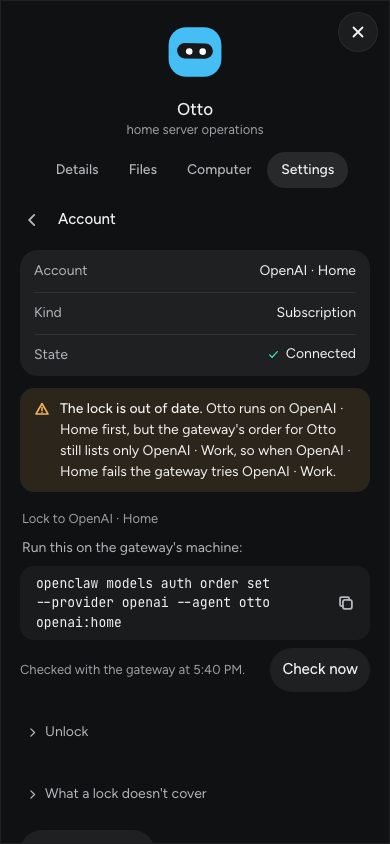 Otto
home server operations
Details Files Computer Settings
Account
Account OpenAI · Home
Kind Subscription
State Connected
The lock is out of date. Otto runs on OpenAI ·
Home first, but the gateway's order for Otto
still lists only OpenAI · Work, so when OpenAI ·
Home fails the gateway tries OpenAI · Work.
Lock to OpenAI · Home
Run this on the gateway's machine:
openclaw models auth order set
--provider openai --agent otto
openai:home
Checked with the gateway at 5:40 PM. Check now
Unlock
What a lock doesn't cover